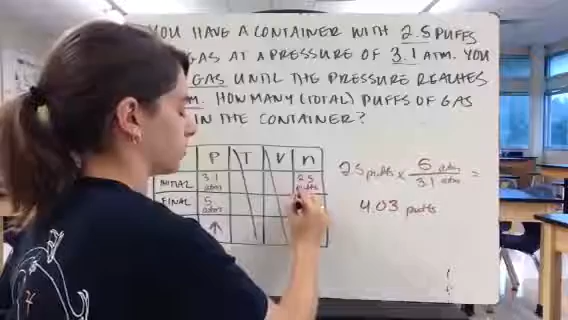 YOU HAVE A CONTAINER WITH 2.5 PUFFS
GAS AT A PRESSURE OF 3.1 ATM. YOU
GAS UNTIL THE PRESSURE REACHES
HOW MANY (TOTAL) PUFFS OF GAS
IN THE CONTAINER?
P T V n
INITIAL 3.1 atm 2.5 puffs
FINAL 5 atm
↑
2.5 puffs x 5 atm / 3.1 atm =
4.03 puffs